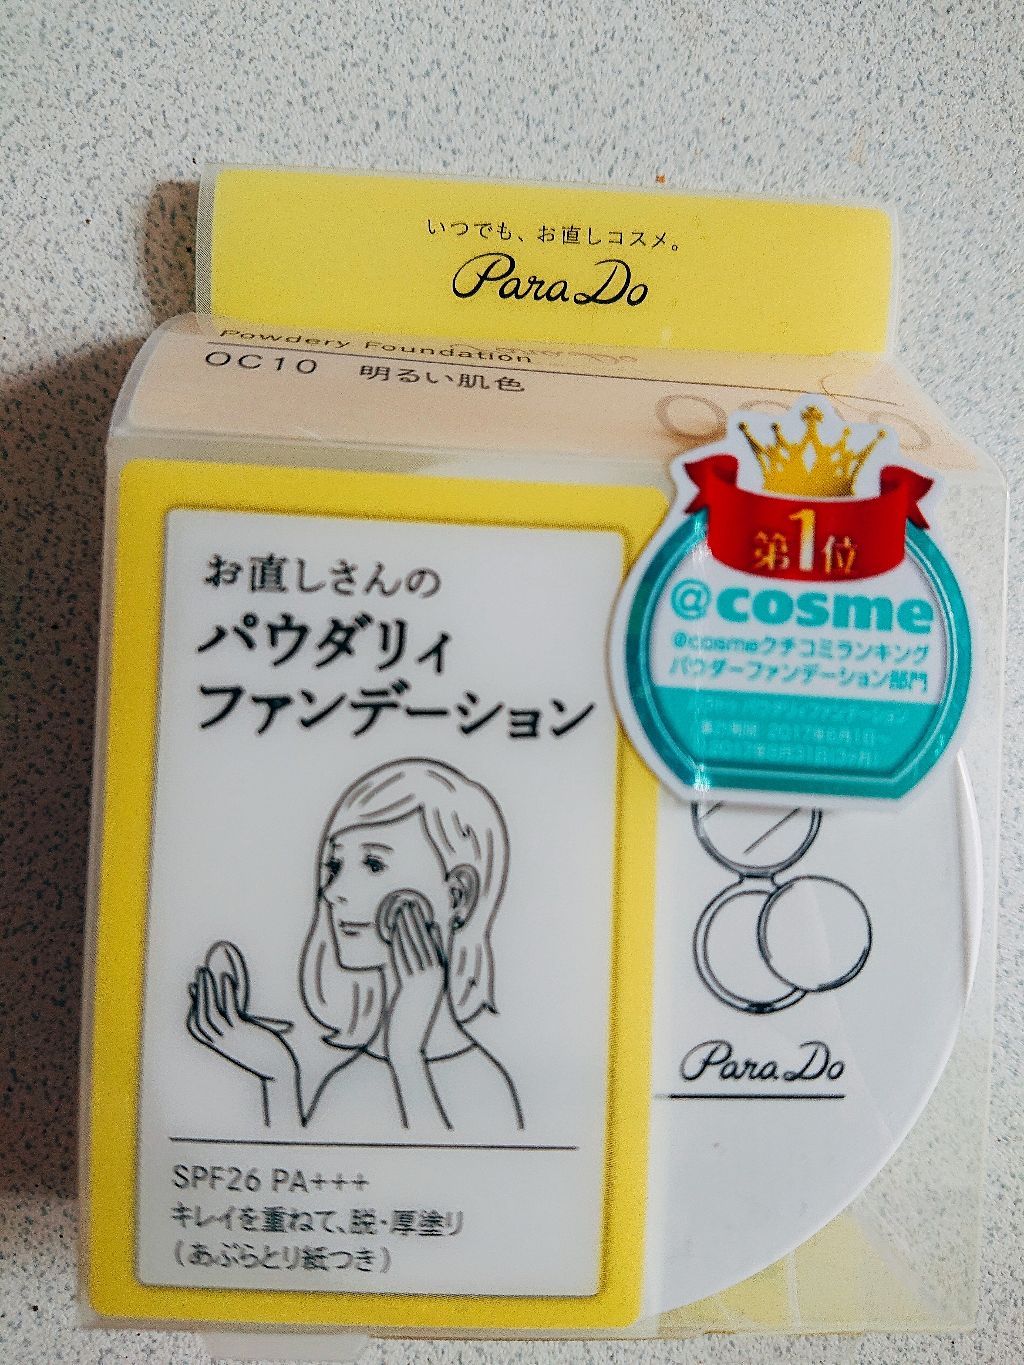 いつでも、お直しコスメ。
ParaDo
Powdery Foundation
OC10 明るい肌色
第1位
@cosme
@cosmeクチコミランキング
パウダーファンデーション部門
お直しさんの
パウダリィ
ファンデーション
ParaDo
SPF26 PA+++
キレイを重ねて、脱・厚塗り
(あぶらとり紙つき)